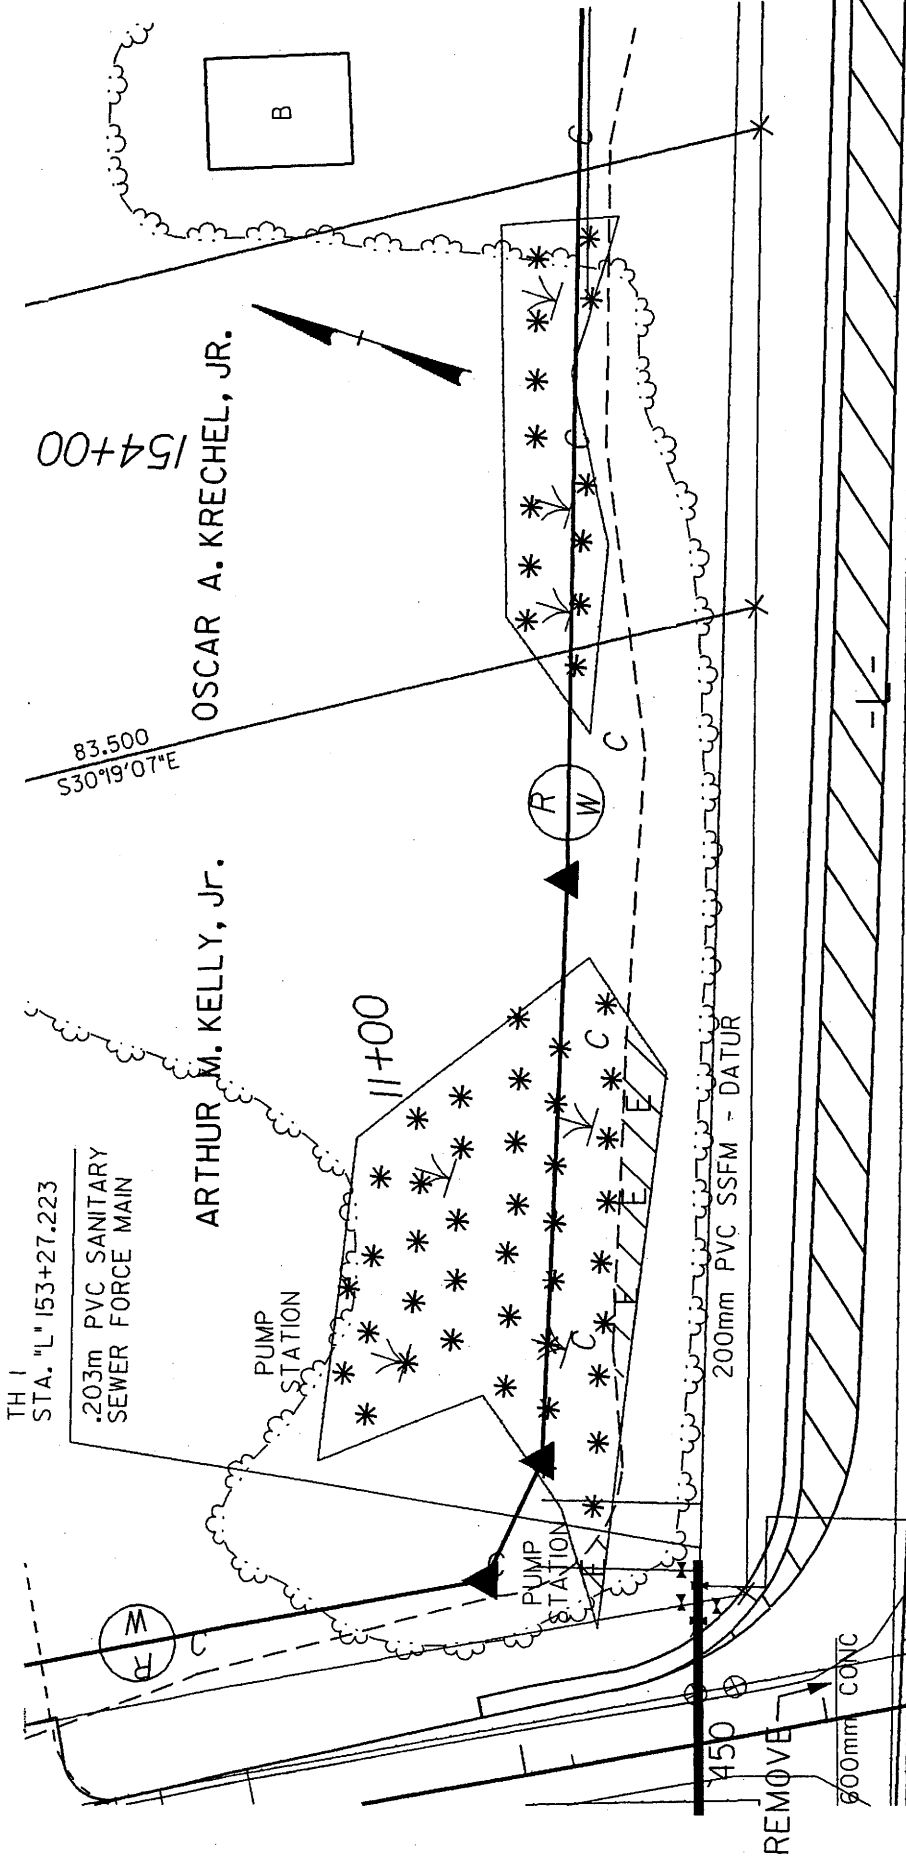 TH 1
STA. "L" 153+27.223
.203m PVC SANITARY
SEWER FORCE MAIN
PUMP
STATION
ARTHUR M. KELLY, Jr.
83.500
S30°19'07"E
OSCAR A. KRECHEL, JR.
154+00
B
11+00
R
W
R
W
C
C
C
C
C
C
E
E
F
PUMP
STATION
200mm PVC SSFM - DATUR
-L-
450
REMOVE
600mm CONC